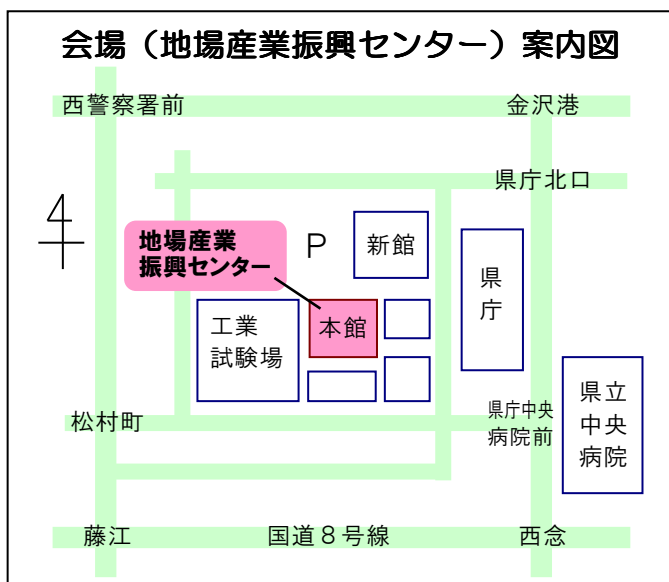 会場（地場産業振興センター）案内図
西警察署前
金沢港
県庁北口
地場産業
振興センター
P
新館
県
庁
工業
試験場
本館
松村町
県庁中央
病院前
県立
中央
病院
藤江
国道８号線
西念